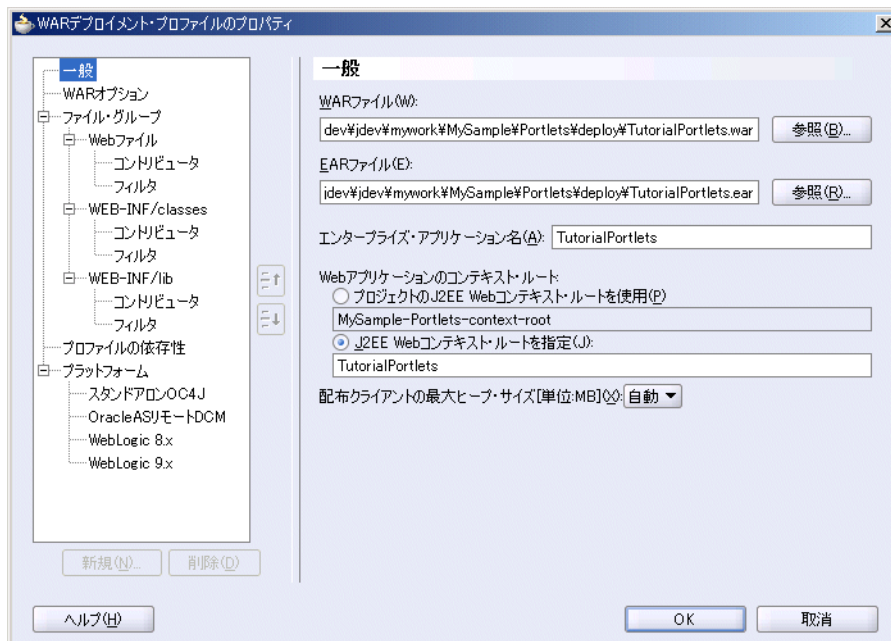 WARデプロイメント・プロファイルのプロパティ
一般
WARオプション
ファイル・グループ
Webファイル
コントリビュータ
フィルタ
WEB-INF/classes
コントリビュータ
フィルタ
WEB-INF/lib
コントリビュータ
フィルタ
プロファイルの依存性
プラットフォーム
スタンドアロンOC4J
OracleASリモートDCM
WebLogic 8.x
WebLogic 9.x
新規(N)...
削除(D)
一般
WARファイル(W):
dev¥jdev¥mywork¥MySample¥Portlets¥deploy¥TutorialPortlets.war
参照(B)...
EARファイル(E):
jdev¥jdev¥mywork¥MySample¥Portlets¥deploy¥TutorialPortlets.ear
参照(R)...
エンタープライズ・アプリケーション名(A): TutorialPortlets
Webアプリケーションのコンテキスト・ルート
プロジェクトのJ2EE Webコンテキスト・ルートを使用(P)
MySample-Portlets-context-root
J2EE Webコンテキスト・ルートを指定(J):
TutorialPortlets
配布クライアントの最大ヒープ・サイズ[単位:MB](X): 自動
ヘルプ(H)
OK
取消